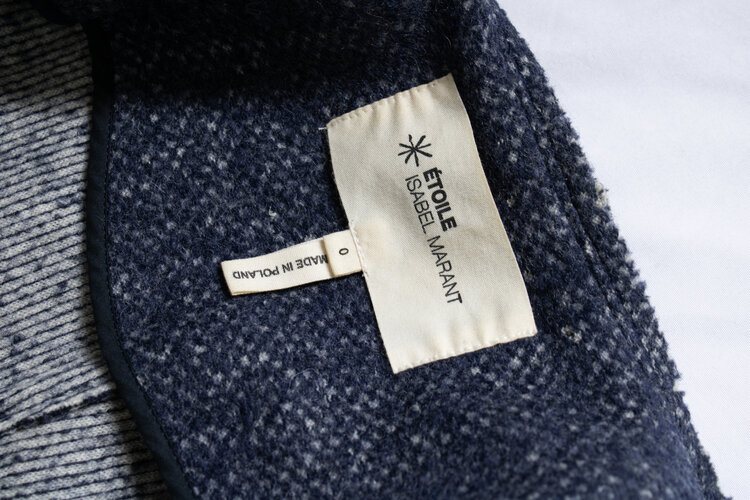 ÉTOILE
ISABEL MARANT
0
MADE IN POLAND